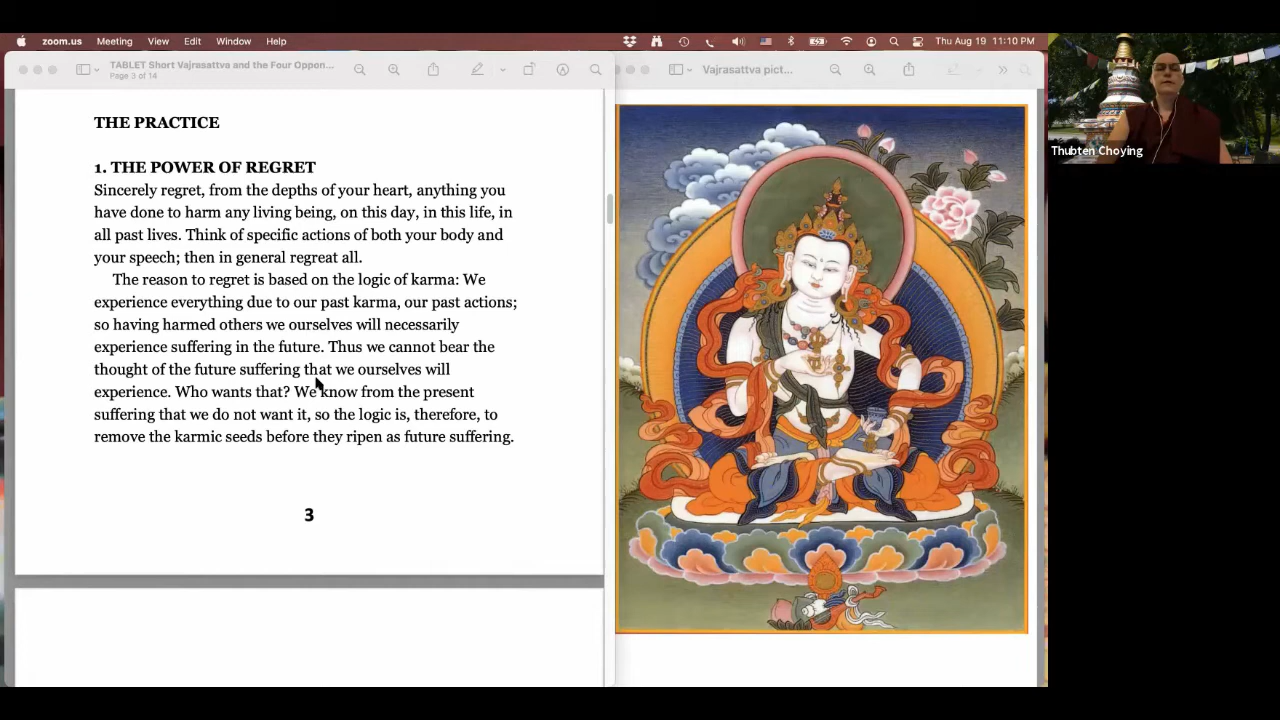 zoom.us Meeting View Edit Window Help
Thu Aug 19 11:10 PM
TABLET Short Vajrasattva and the Four Oppon...
Page 3 of 14
Vajrasattva pict...
Thubten Choying
THE PRACTICE
1. THE POWER OF REGRET
Sincerely regret, from the depths of your heart, anything you
have done to harm any living being, on this day, in this life, in
all past lives. Think of specific actions of both your body and
your speech; then in general regreat all.
The reason to regret is based on the logic of karma: We
experience everything due to our past karma, our past actions;
so having harmed others we ourselves will necessarily
experience suffering in the future. Thus we cannot bear the
thought of the future suffering that we ourselves will
experience. Who wants that? We know from the present
suffering that we do not want it, so the logic is, therefore, to
remove the karmic seeds before they ripen as future suffering.
3